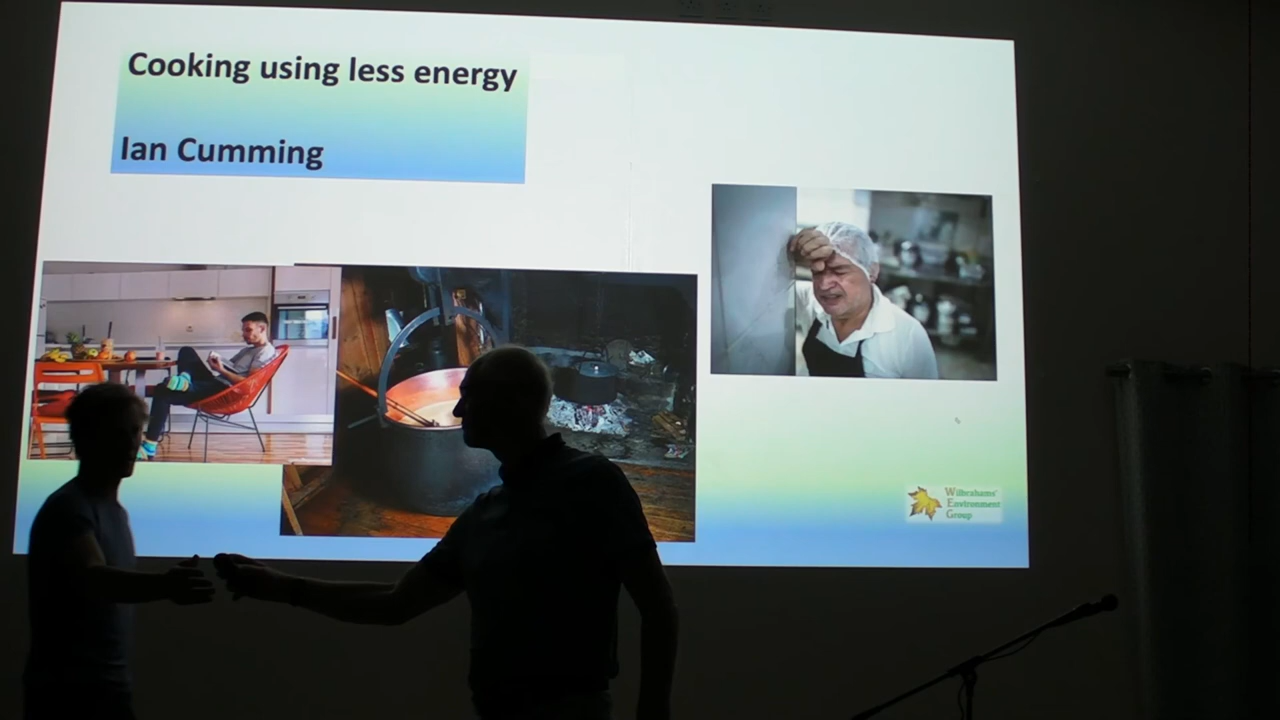 Cooking using less energy
Ian Cumming
Wilbrahams'
Environment
Group